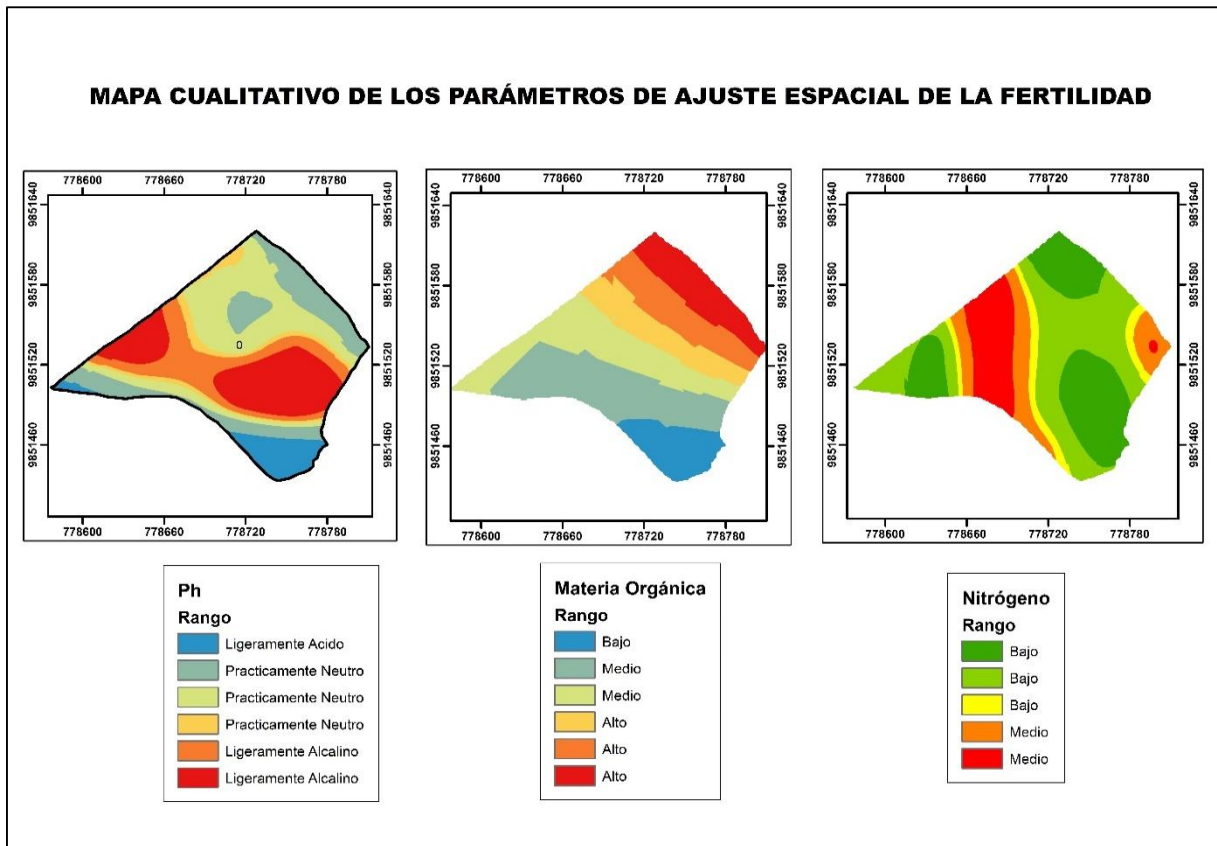 MAPA CUALITATIVO DE LOS PARÁMETROS DE AJUSTE ESPACIAL DE LA FERTILIDAD
778600 778660 778720 778780
9851640 9851640
9851580 9851580
9851520 9851520
9851460 9851460
0
778600 778660 778720 778780
778600 778660 778720 778780
9851640 9851640
9851580 9851580
9851520 9851520
9851460 9851460
778600 778660 778720 778780
778600 778660 778720 778780
9851640 9851640
9851580 9851580
9851520 9851520
9851460 9851460
778600 778660 778720 778780
Ph
Rango
Ligeramente Acido
Practicamente Neutro
Practicamente Neutro
Practicamente Neutro
Ligeramente Alcalino
Ligeramente Alcalino
Materia Orgánica
Rango
Bajo
Medio
Medio
Alto
Alto
Alto
Nitrógeno
Rango
Bajo
Bajo
Bajo
Medio
Medio